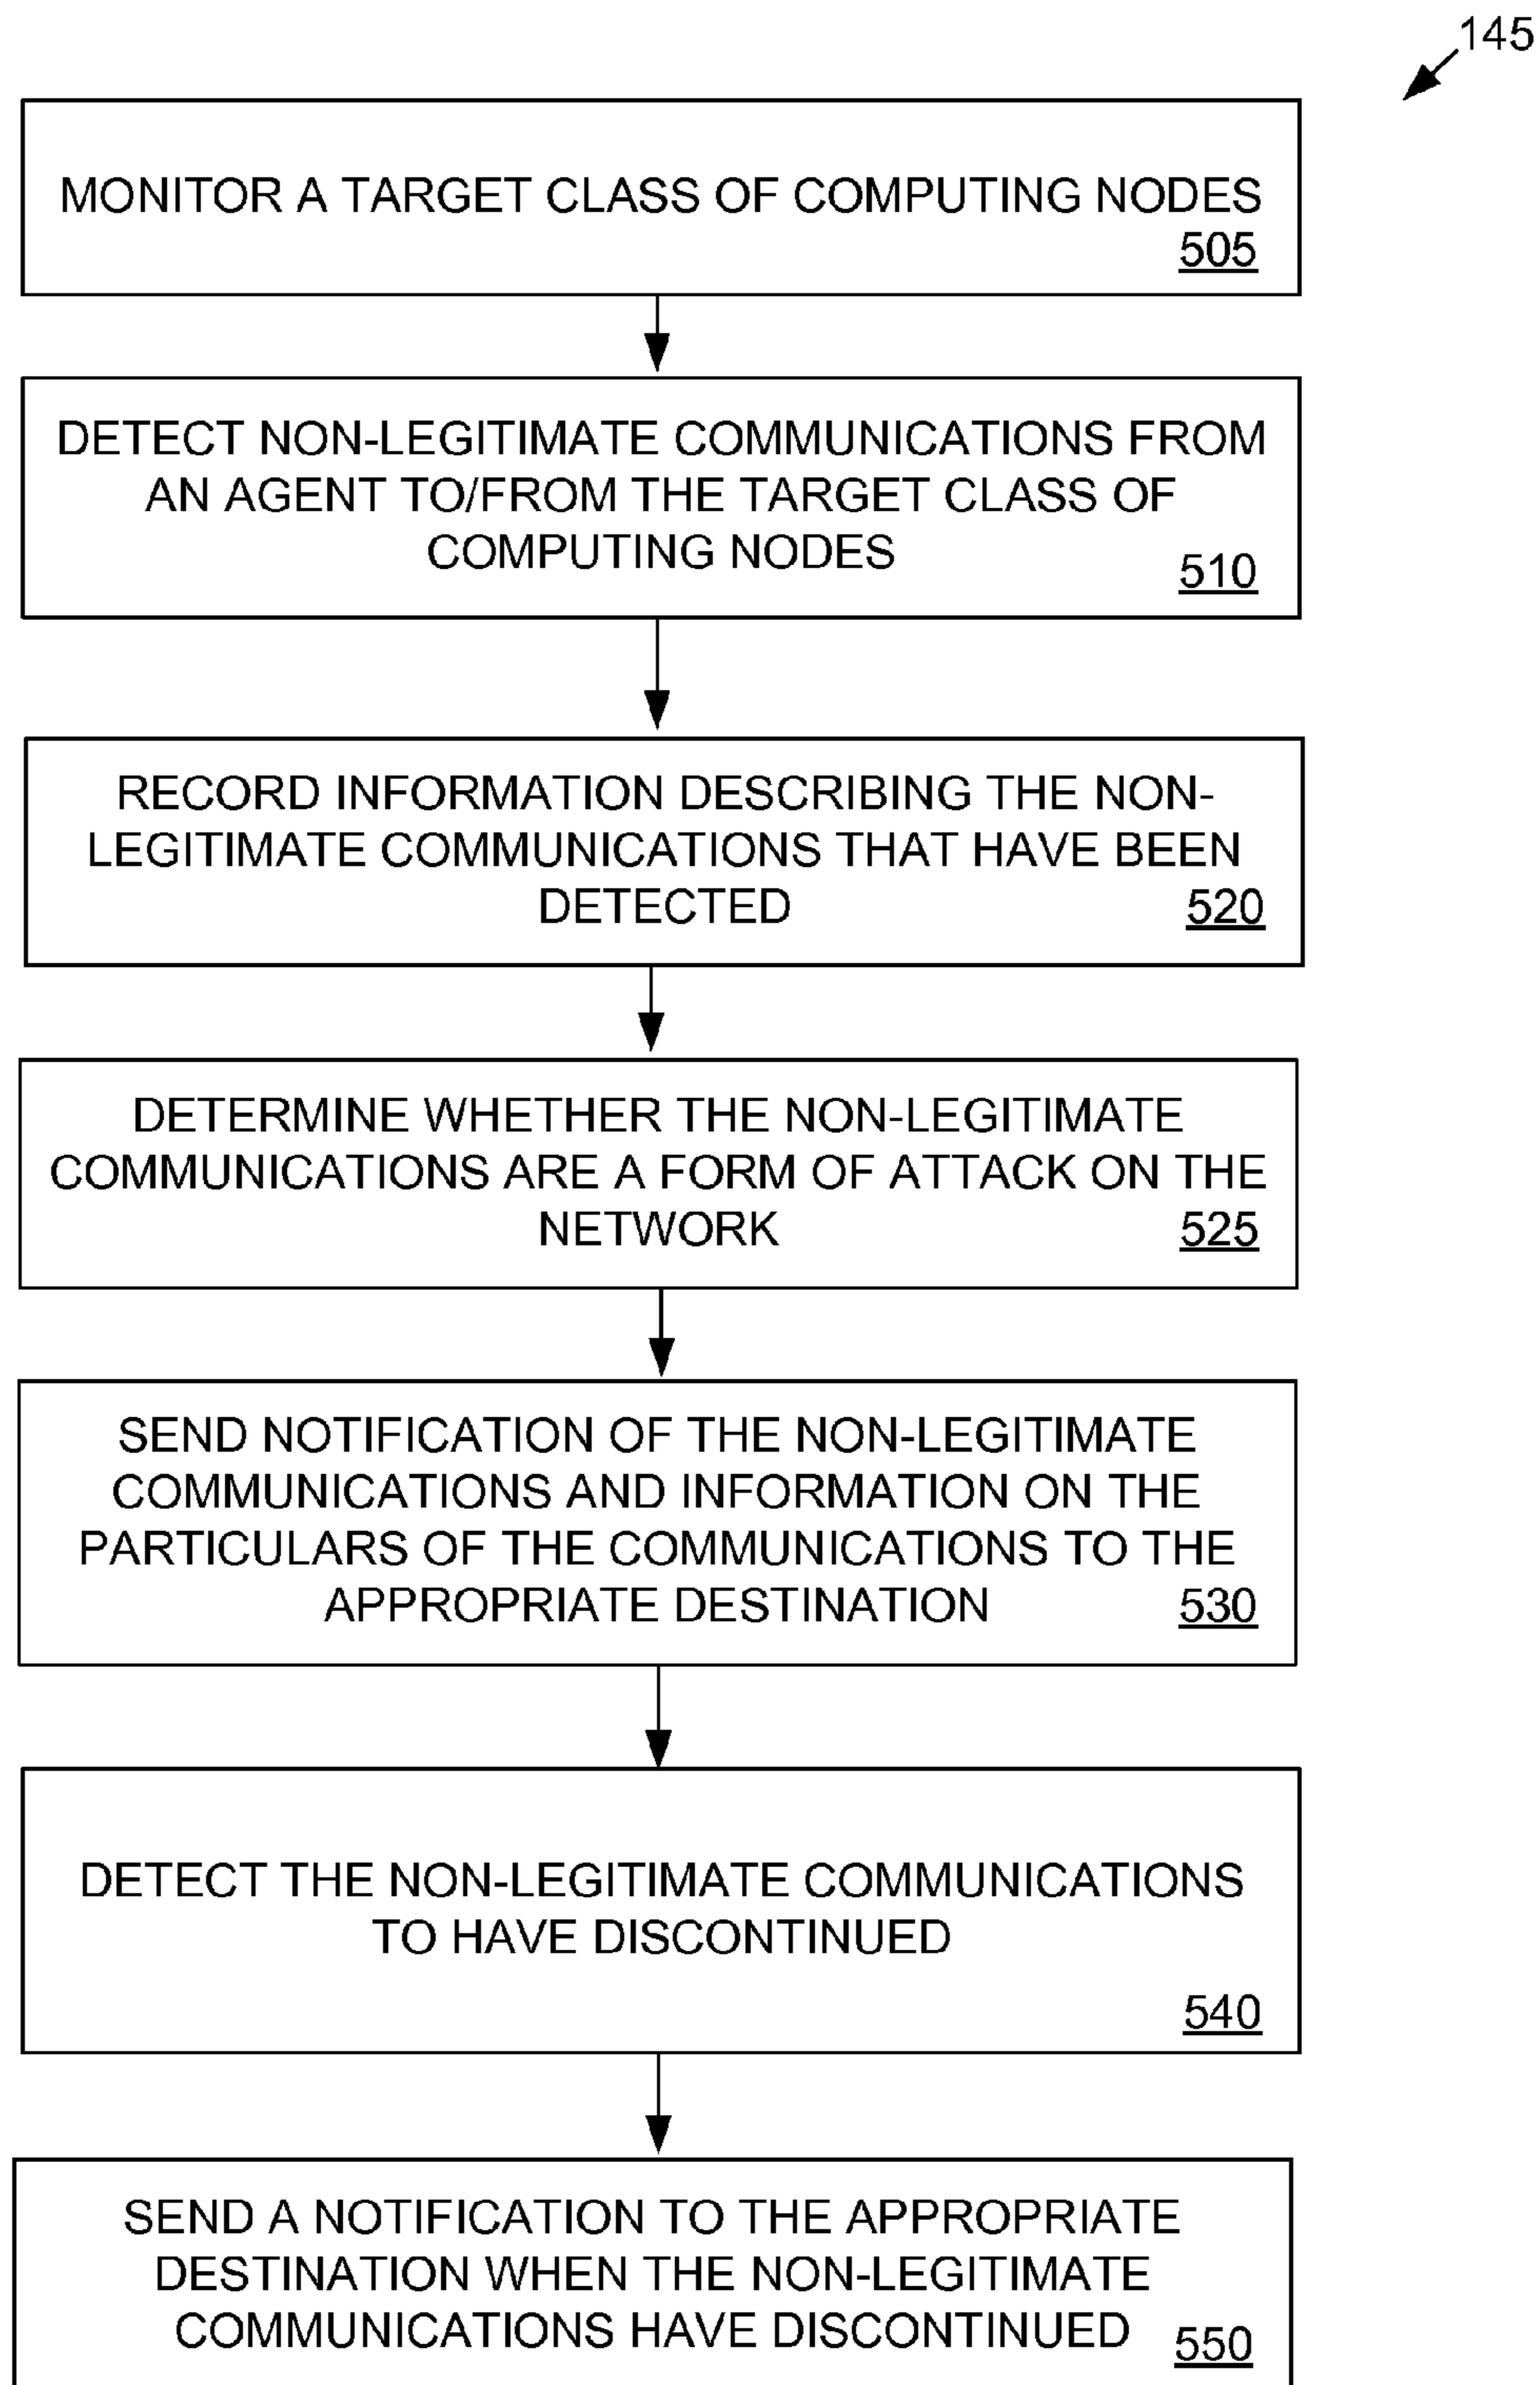 145
MONITOR A TARGET CLASS OF COMPUTING NODES
505
DETECT NON-LEGITIMATE COMMUNICATIONS FROM
AN AGENT TO/FROM THE TARGET CLASS OF
COMPUTING NODES
510
RECORD INFORMATION DESCRIBING THE NON-
LEGITIMATE COMMUNICATIONS THAT HAVE BEEN
DETECTED
520
DETERMINE WHETHER THE NON-LEGITIMATE
COMMUNICATIONS ARE A FORM OF ATTACK ON THE
NETWORK
525
SEND NOTIFICATION OF THE NON-LEGITIMATE
COMMUNICATIONS AND INFORMATION ON THE
PARTICULARS OF THE COMMUNICATIONS TO THE
APPROPRIATE DESTINATION
530
DETECT THE NON-LEGITIMATE COMMUNICATIONS
TO HAVE DISCONTINUED
540
SEND A NOTIFICATION TO THE APPROPRIATE
DESTINATION WHEN THE NON-LEGITIMATE
COMMUNICATIONS HAVE DISCONTINUED
550